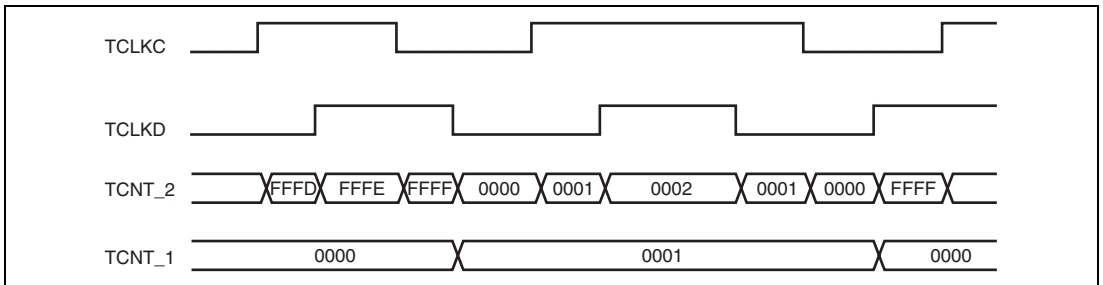 TCLKC
TCLKD
TCNT_2 FFFD FFFE FFFF 0000 0001 0002 0001 0000 FFFF
TCNT_1 0000 0001 0000